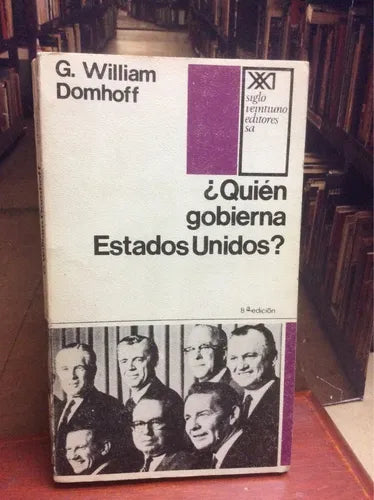 G. William
Domhoff
siglo
veintiuno
editores
sa
¿Quién
gobierna
Estados Unidos?
8ª edición